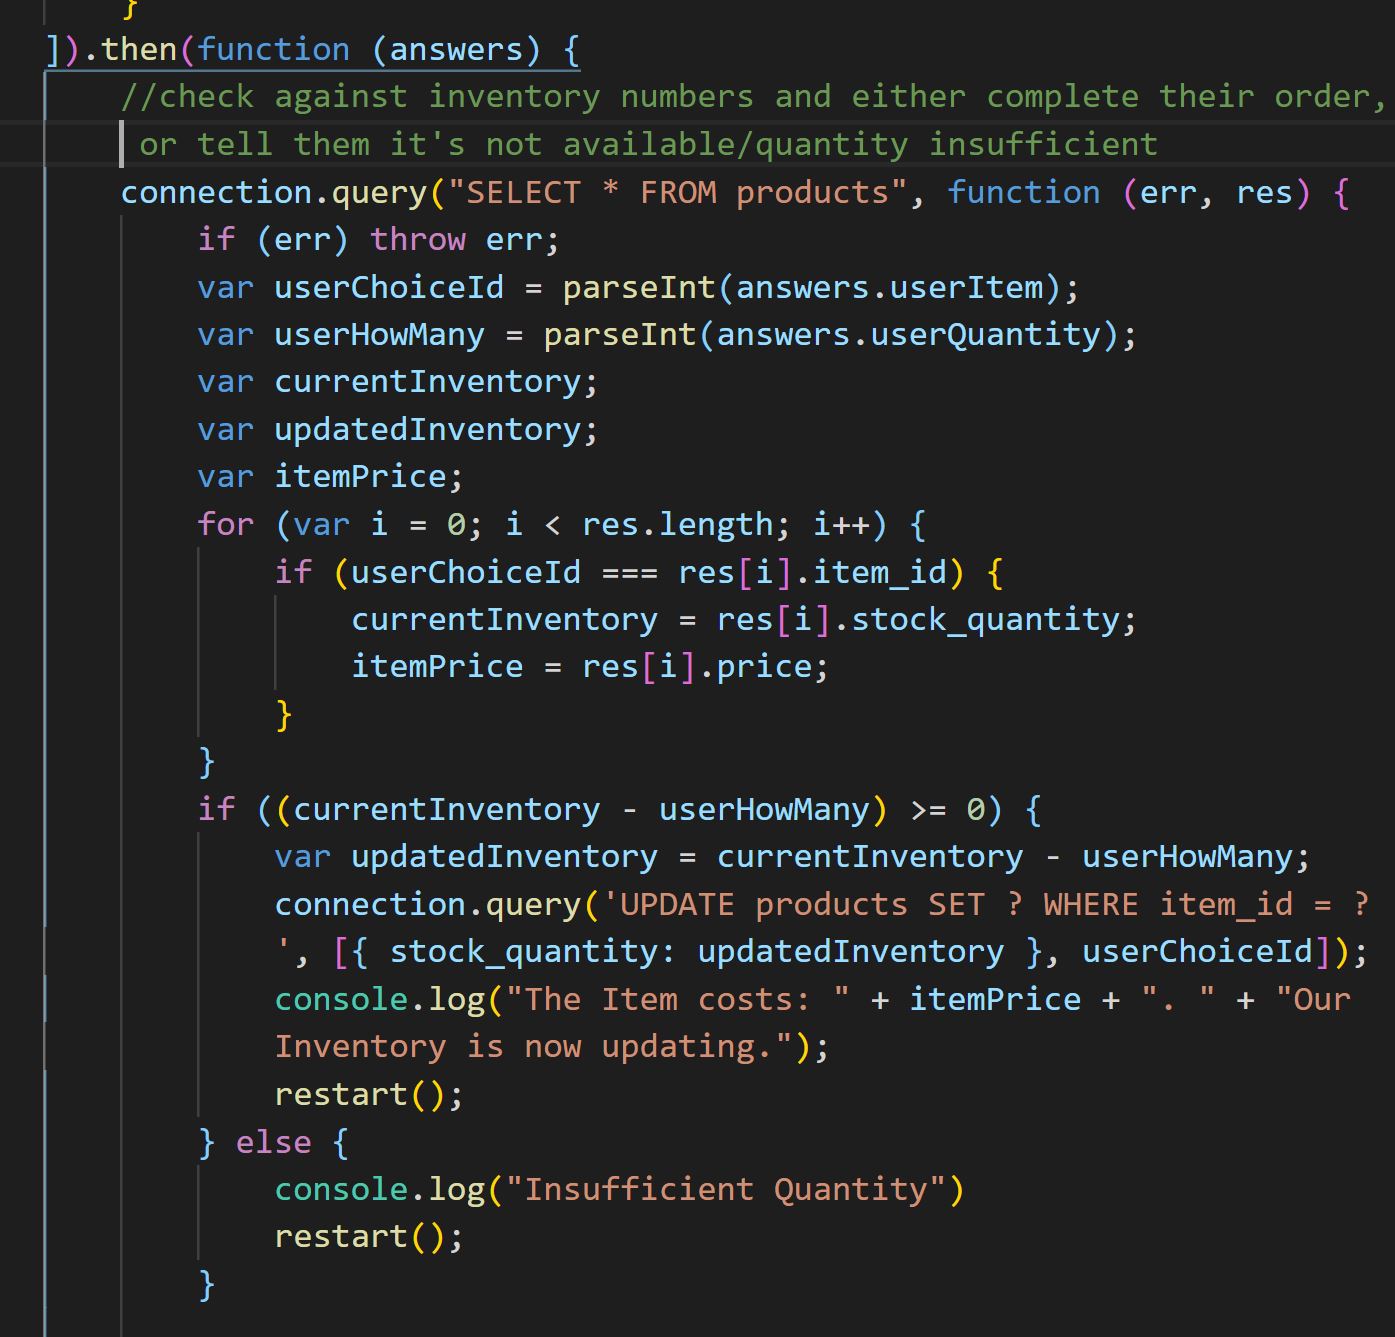 }
]).then(function (answers) {
//check against inventory numbers and either complete their order,
or tell them it's not available/quantity insufficient
connection.query("SELECT * FROM products", function (err, res) {
if (err) throw err;
var userChoiceId = parseInt(answers.userItem);
var userHowMany = parseInt(answers.userQuantity);
var currentInventory;
var updatedInventory;
var itemPrice;
for (var i = 0; i < res.length; i++) {
if (userChoiceId === res[i].item_id) {
currentInventory = res[i].stock_quantity;
itemPrice = res[i].price;
}
}
if ((currentInventory - userHowMany) >= 0) {
var updatedInventory = currentInventory - userHowMany;
connection.query('UPDATE products SET ? WHERE item_id = ?
', [{ stock_quantity: updatedInventory }, userChoiceId]);
console.log("The Item costs: " + itemPrice + ". " + "Our
Inventory is now updating.");
restart();
} else {
console.log("Insufficient Quantity")
restart();
}